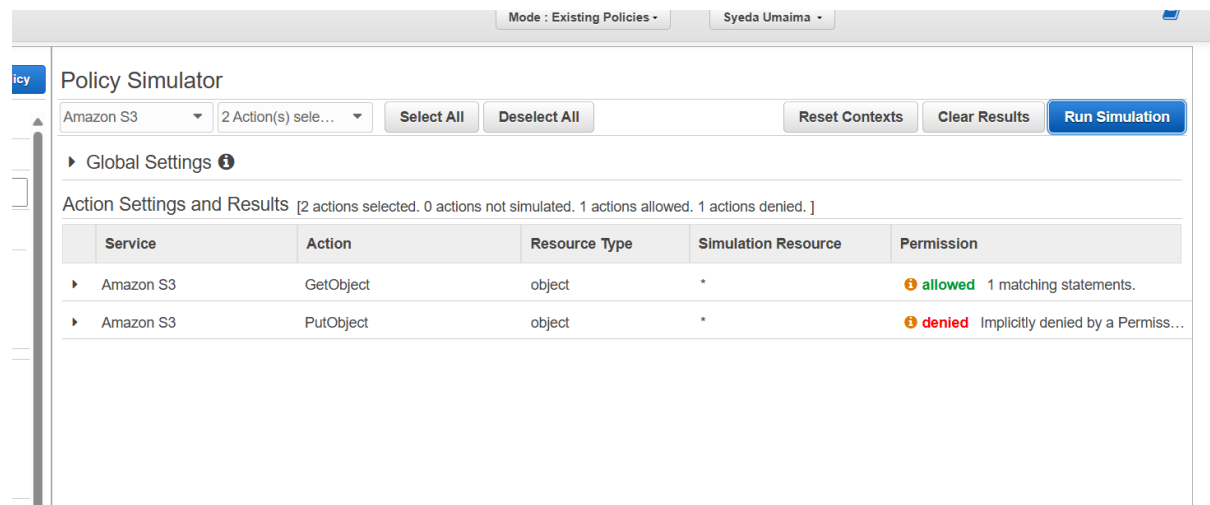 Mode : Existing Policies
Syeda Umaima
icy
Policy Simulator
Amazon S3
2 Action(s) sele...
Select All
Deselect All
Reset Contexts
Clear Results
Run Simulation
Global Settings
Action Settings and Results [2 actions selected. 0 actions not simulated. 1 actions allowed. 1 actions denied. ]
Service Action Resource Type Simulation Resource Permission
Amazon S3 GetObject object * allowed 1 matching statements.
Amazon S3 PutObject object * denied Implicitly denied by a Permiss...